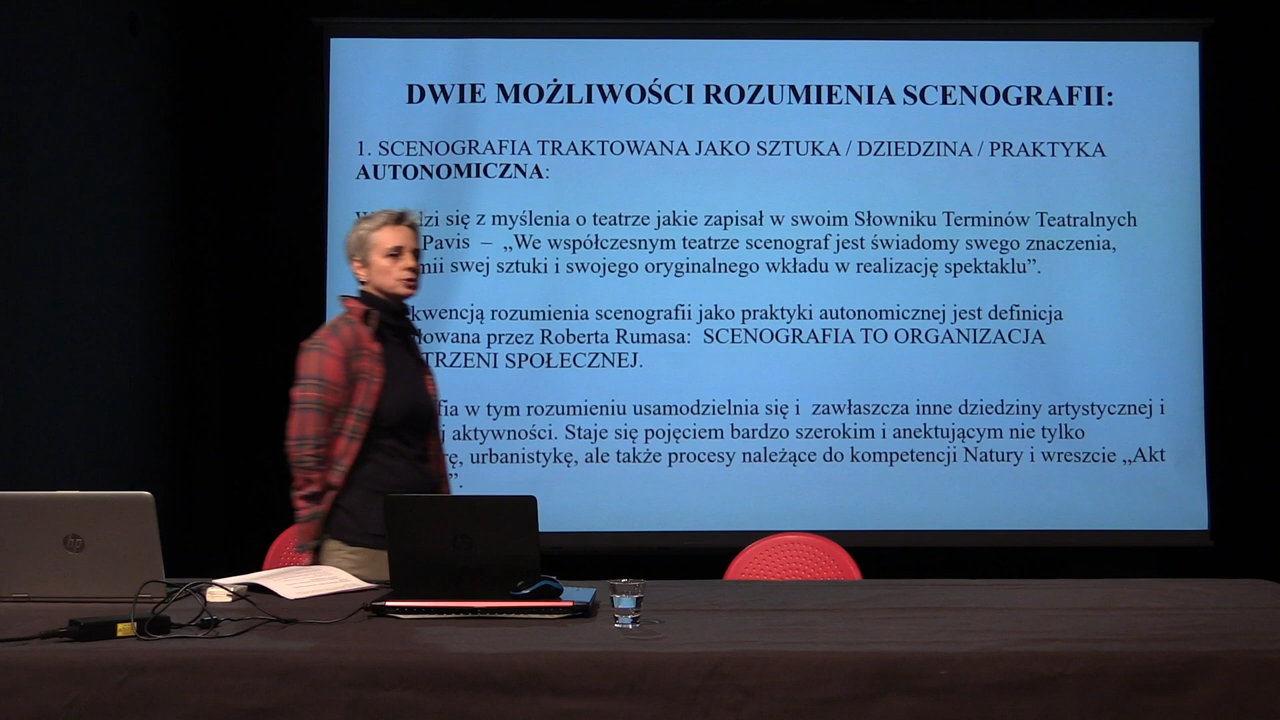 DWIE MOŻLIWOŚCI ROZUMIENIA SCENOGRAFII:
1. SCENOGRAFIA TRAKTOWANA JAKO SZTUKA / DZIEDZINA / PRAKTYKA
AUTONOMICZNA:
się z myślenia o teatrze jakie zapisał w swoim Słowniku Terminów Teatralnych
Pavis – „We współczesnym teatrze scenograf jest świadomy swego znaczenia,
swej sztuki i swojego oryginalnego wkładu w realizację spektaklu”.
rozumienia scenografii jako praktyki autonomicznej jest definicja
przez Roberta Rumasa: SCENOGRAFIA TO ORGANIZACJA
SPOŁECZNEJ.
w tym rozumieniu usamodzielnia się i zawłaszcza inne dziedziny artystycznej i
aktywności. Staje się pojęciem bardzo szerokim i anektującym nie tylko
urbanistykę, ale także procesy należące do kompetencji Natury i wreszcie „Akt
”.
hp